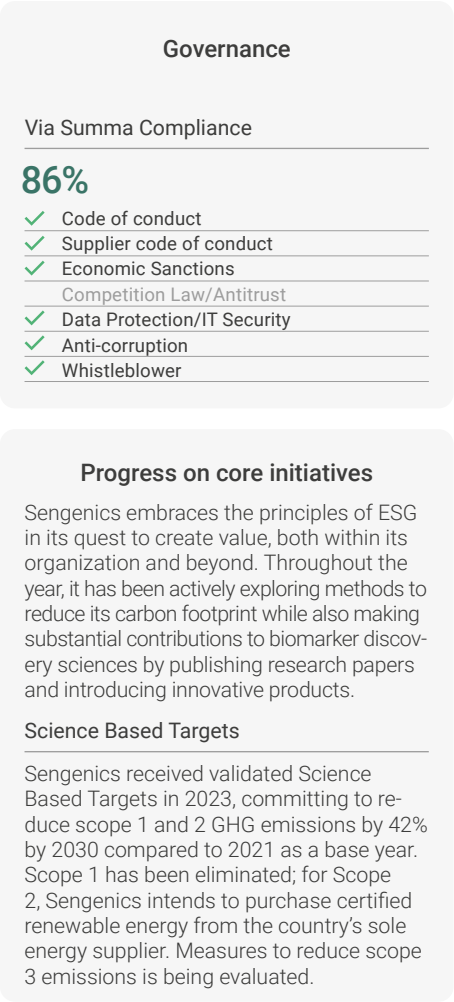 Governance
Via Summa Compliance
86%
Code of conduct
Supplier code of conduct
Economic Sanctions
Competition Law/Antitrust
Data Protection/IT Security
Anti-corruption
Whistleblower
Progress on core initiatives
Sengenics embraces the principles of ESG
in its quest to create value, both within its
organization and beyond. Throughout the
year, it has been actively exploring methods to
reduce its carbon footprint while also making
substantial contributions to biomarker discov-
ery sciences by publishing research papers
and introducing innovative products.
Science Based Targets
Sengenics received validated Science
Based Targets in 2023, committing to re-
duce scope 1 and 2 GHG emissions by 42%
by 2030 compared to 2021 as a base year.
Scope 1 has been eliminated; for Scope
2, Sengenics intends to purchase certified
renewable energy from the country's sole
energy supplier. Measures to reduce scope
3 emissions is being evaluated.